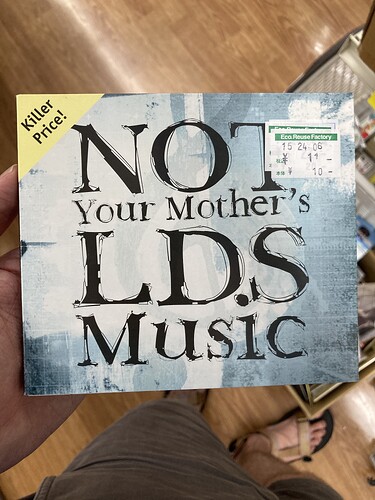 Killer
Price!
NOT
Your Mother's
L.D.S
Music
Eco Reuse Factory
15 24.06
¥ 11 -
¥ 10 -